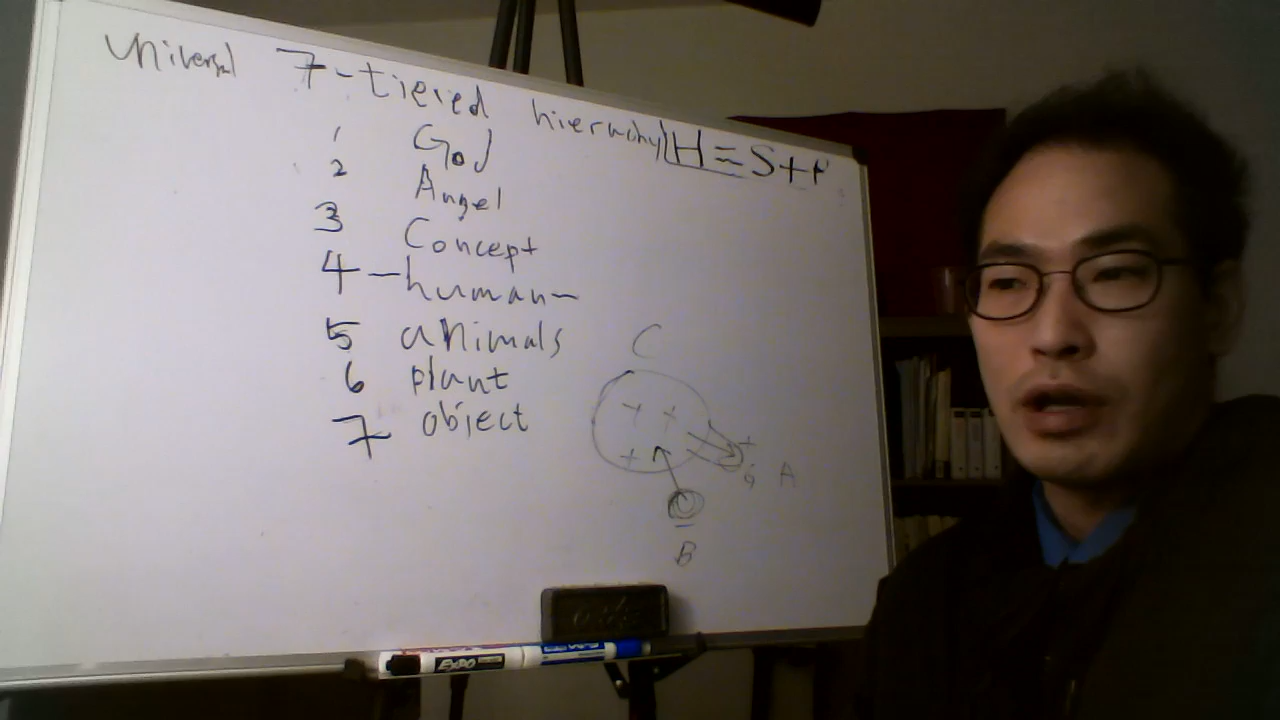 Universal 7-tiered hierarchy H = S+P
1 God
2 Angel
3 Concept
4 — human —
5 animals
6 plant
7 object
C
+ +
+
+
A
B
EXPO